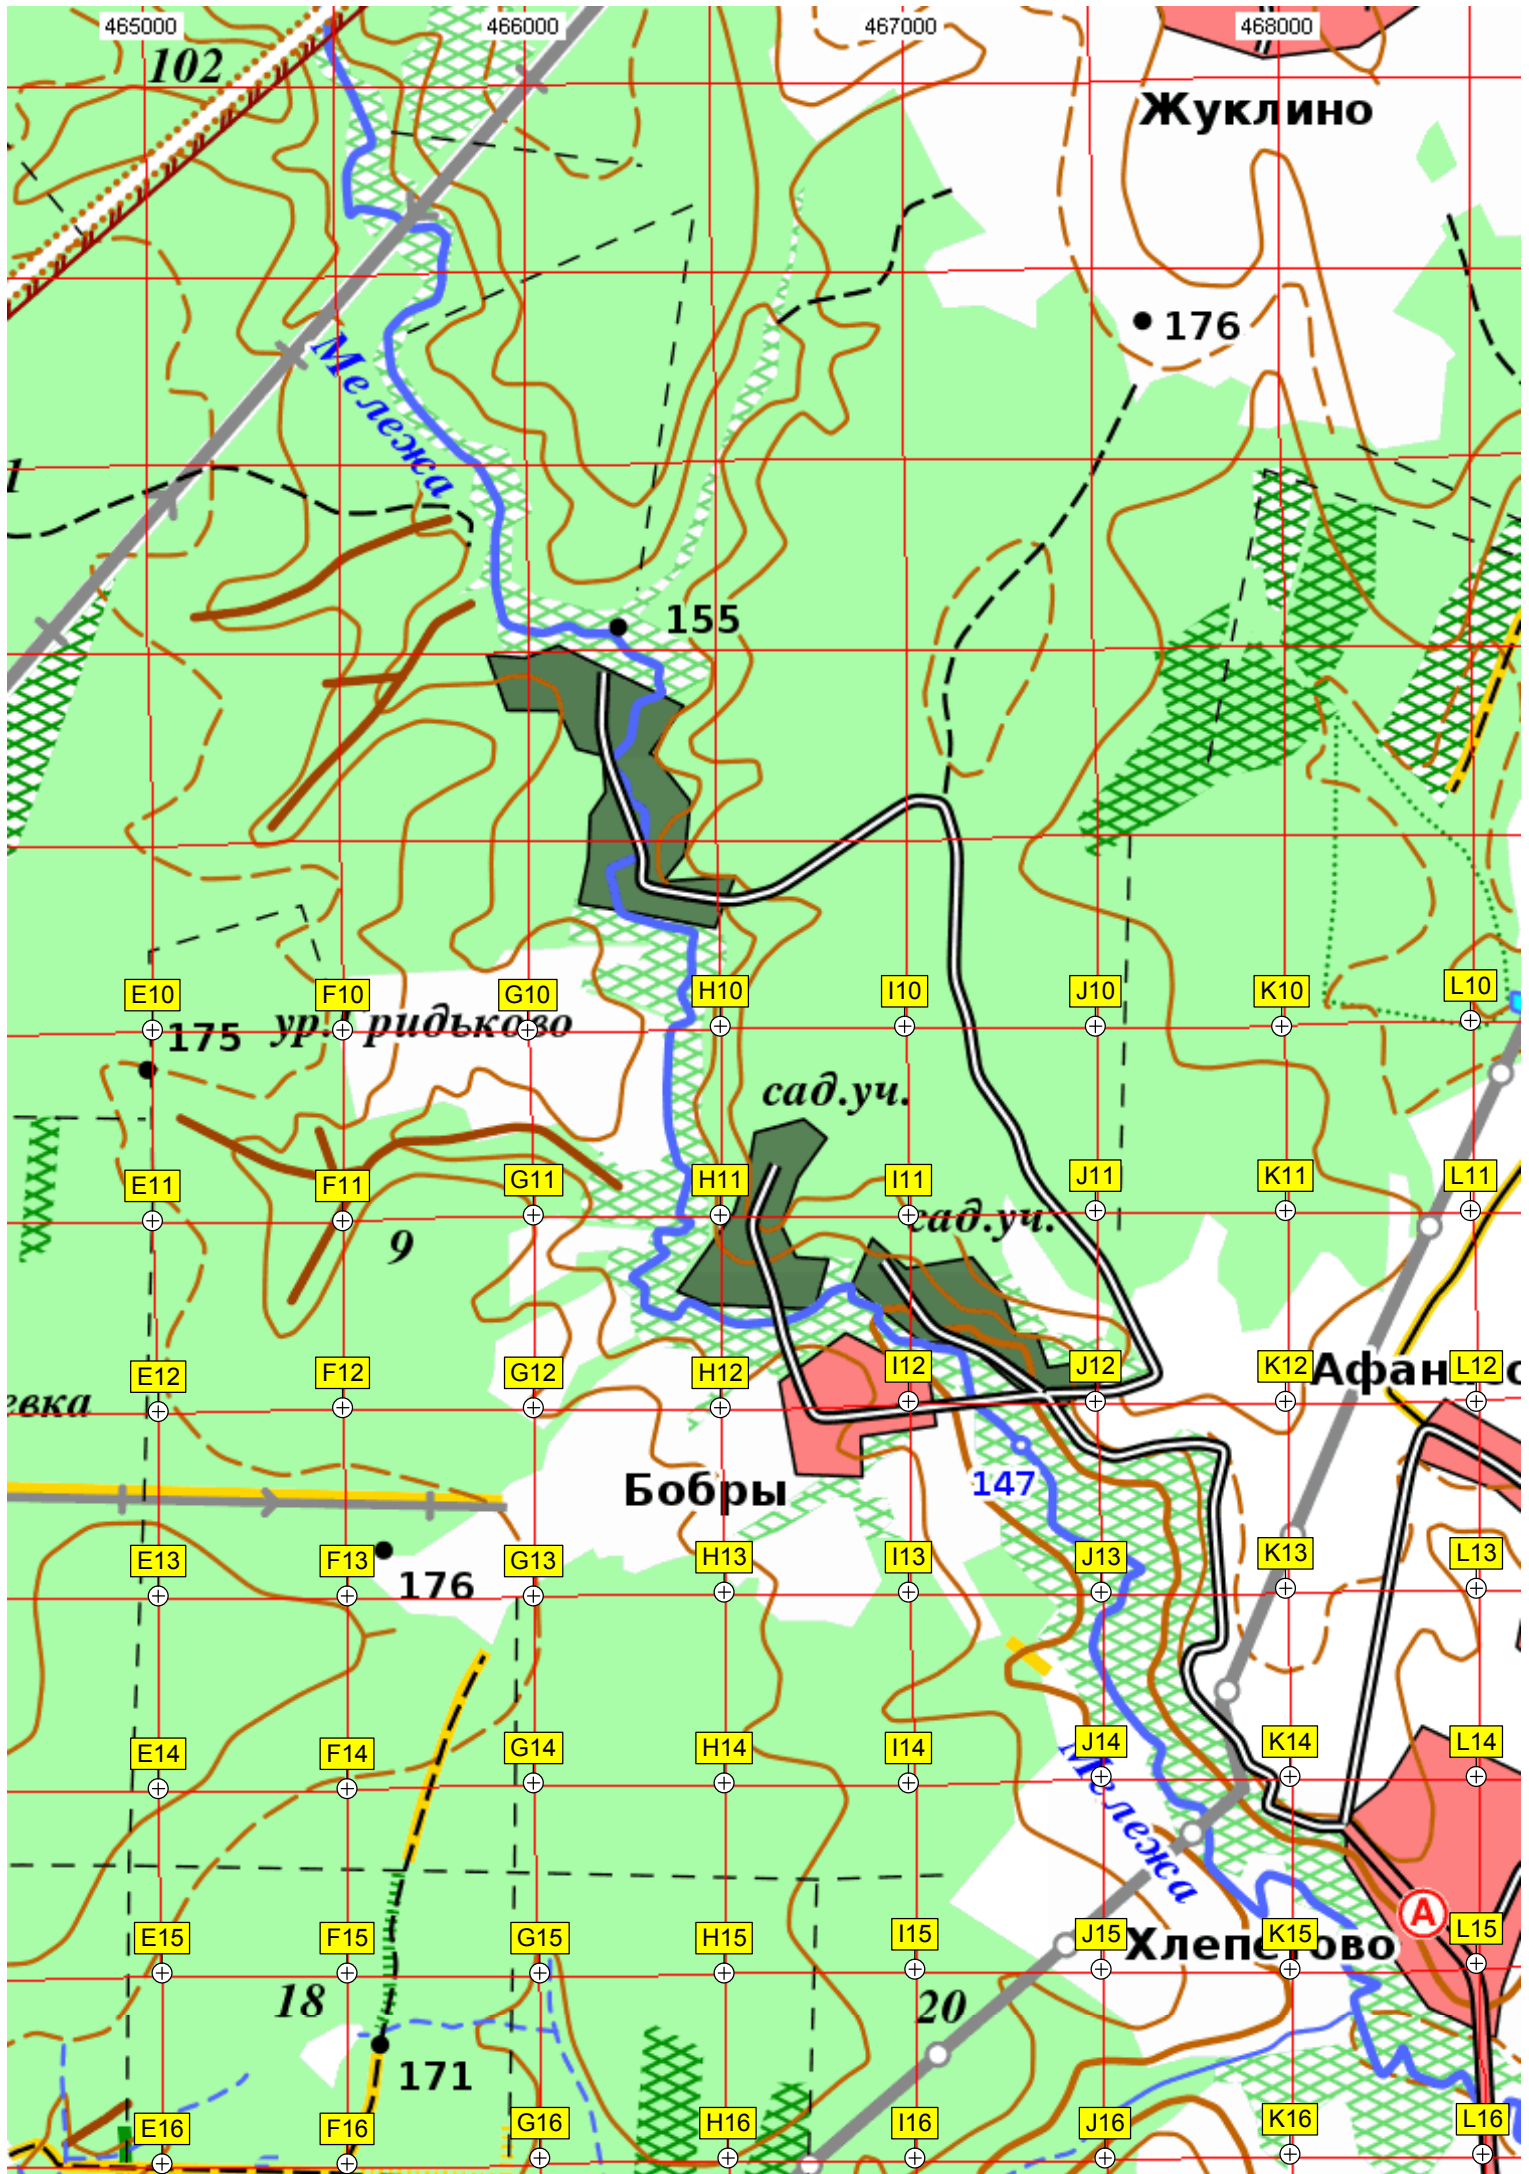 465000 466000 467000 468000
102
Жуклино
176
Мележа
1
155
E10 F10 G10 H10 I10 J10 K10 L10
175 ур. Гридьково
сад.уч.
E11 F11 G11 H11 I11 J11 K11 L11
9
сад.уч.
E12 F12 G12 H12 I12 J12 K12 L12
евка
Бобры
147
E13 F13 G13 H13 I13 J13 K13 L13
176
E14 F14 G14 H14 I14 J14 K14 L14
Мележа
A
E15 F15 G15 H15 I15 J15 K15 L15
18
20
171
E16 F16 G16 H16 I16 J16 K16 L16